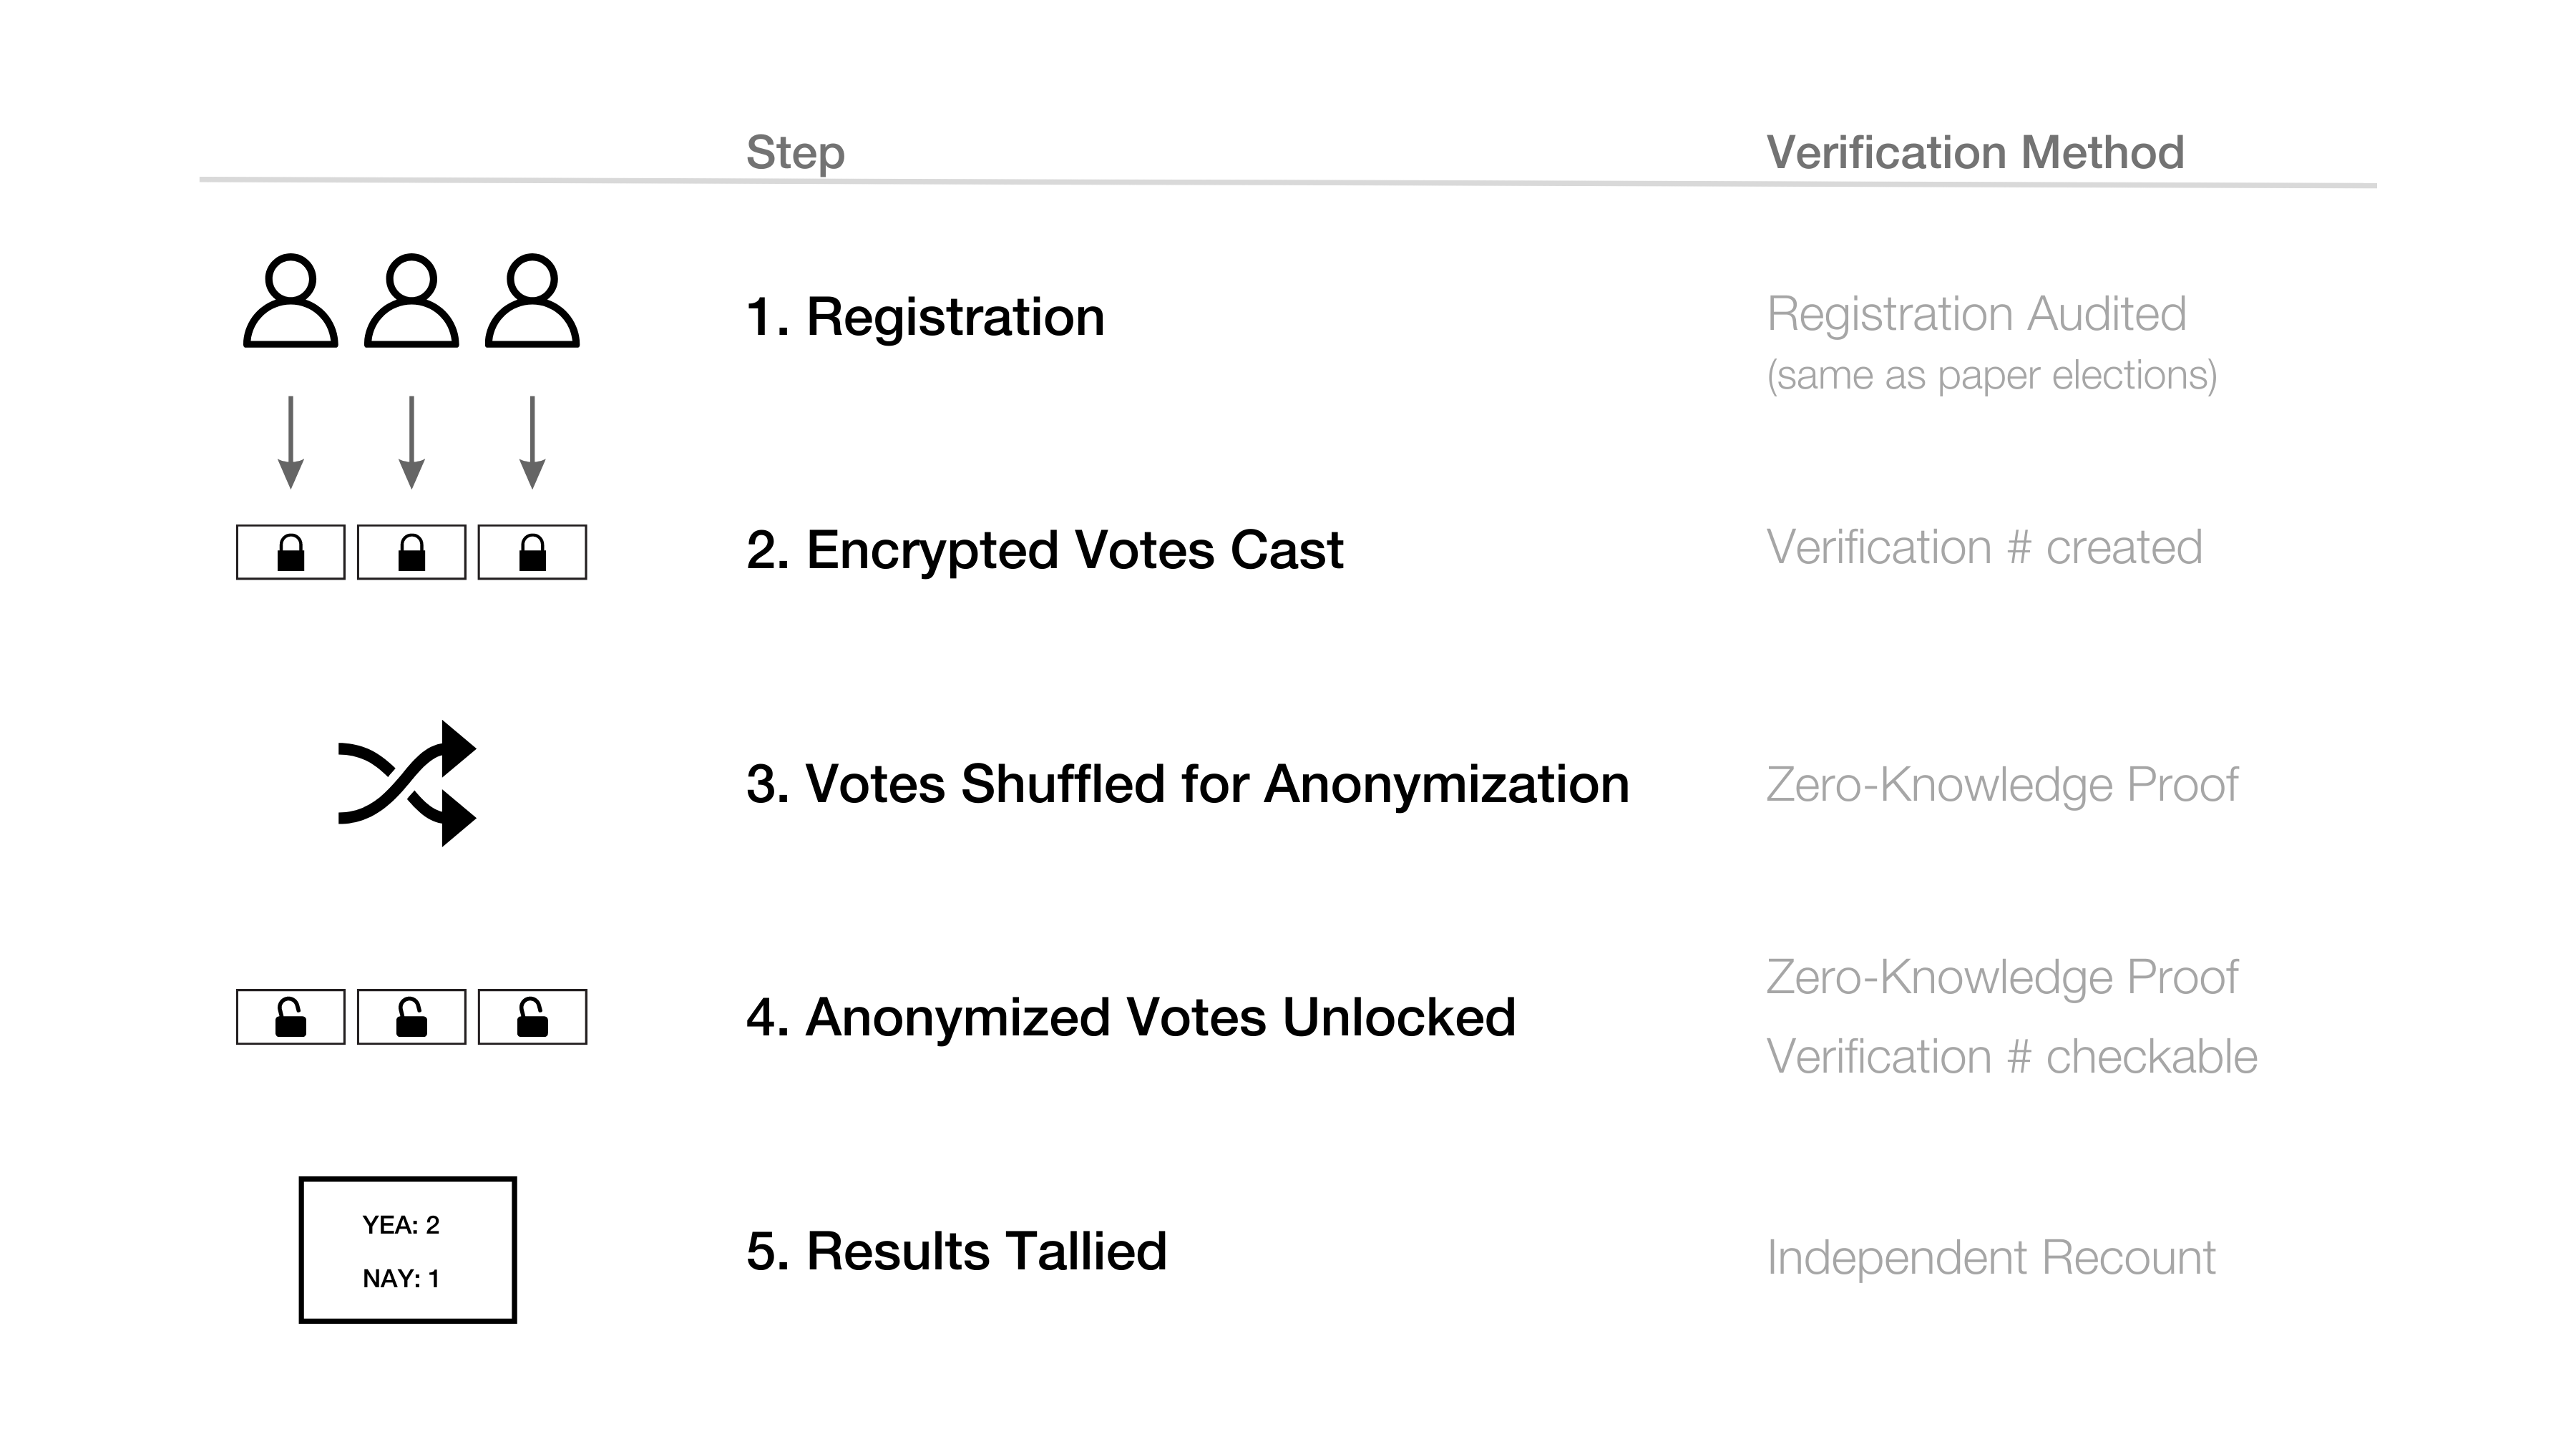 Step
Verification Method
1. Registration
Registration Audited
(same as paper elections)
2. Encrypted Votes Cast
Verification # created
3. Votes Shuffled for Anonymization
Zero-Knowledge Proof
4. Anonymized Votes Unlocked
Zero-Knowledge Proof
Verification # checkable
YEA: 2
NAY: 1
5. Results Tallied
Independent Recount